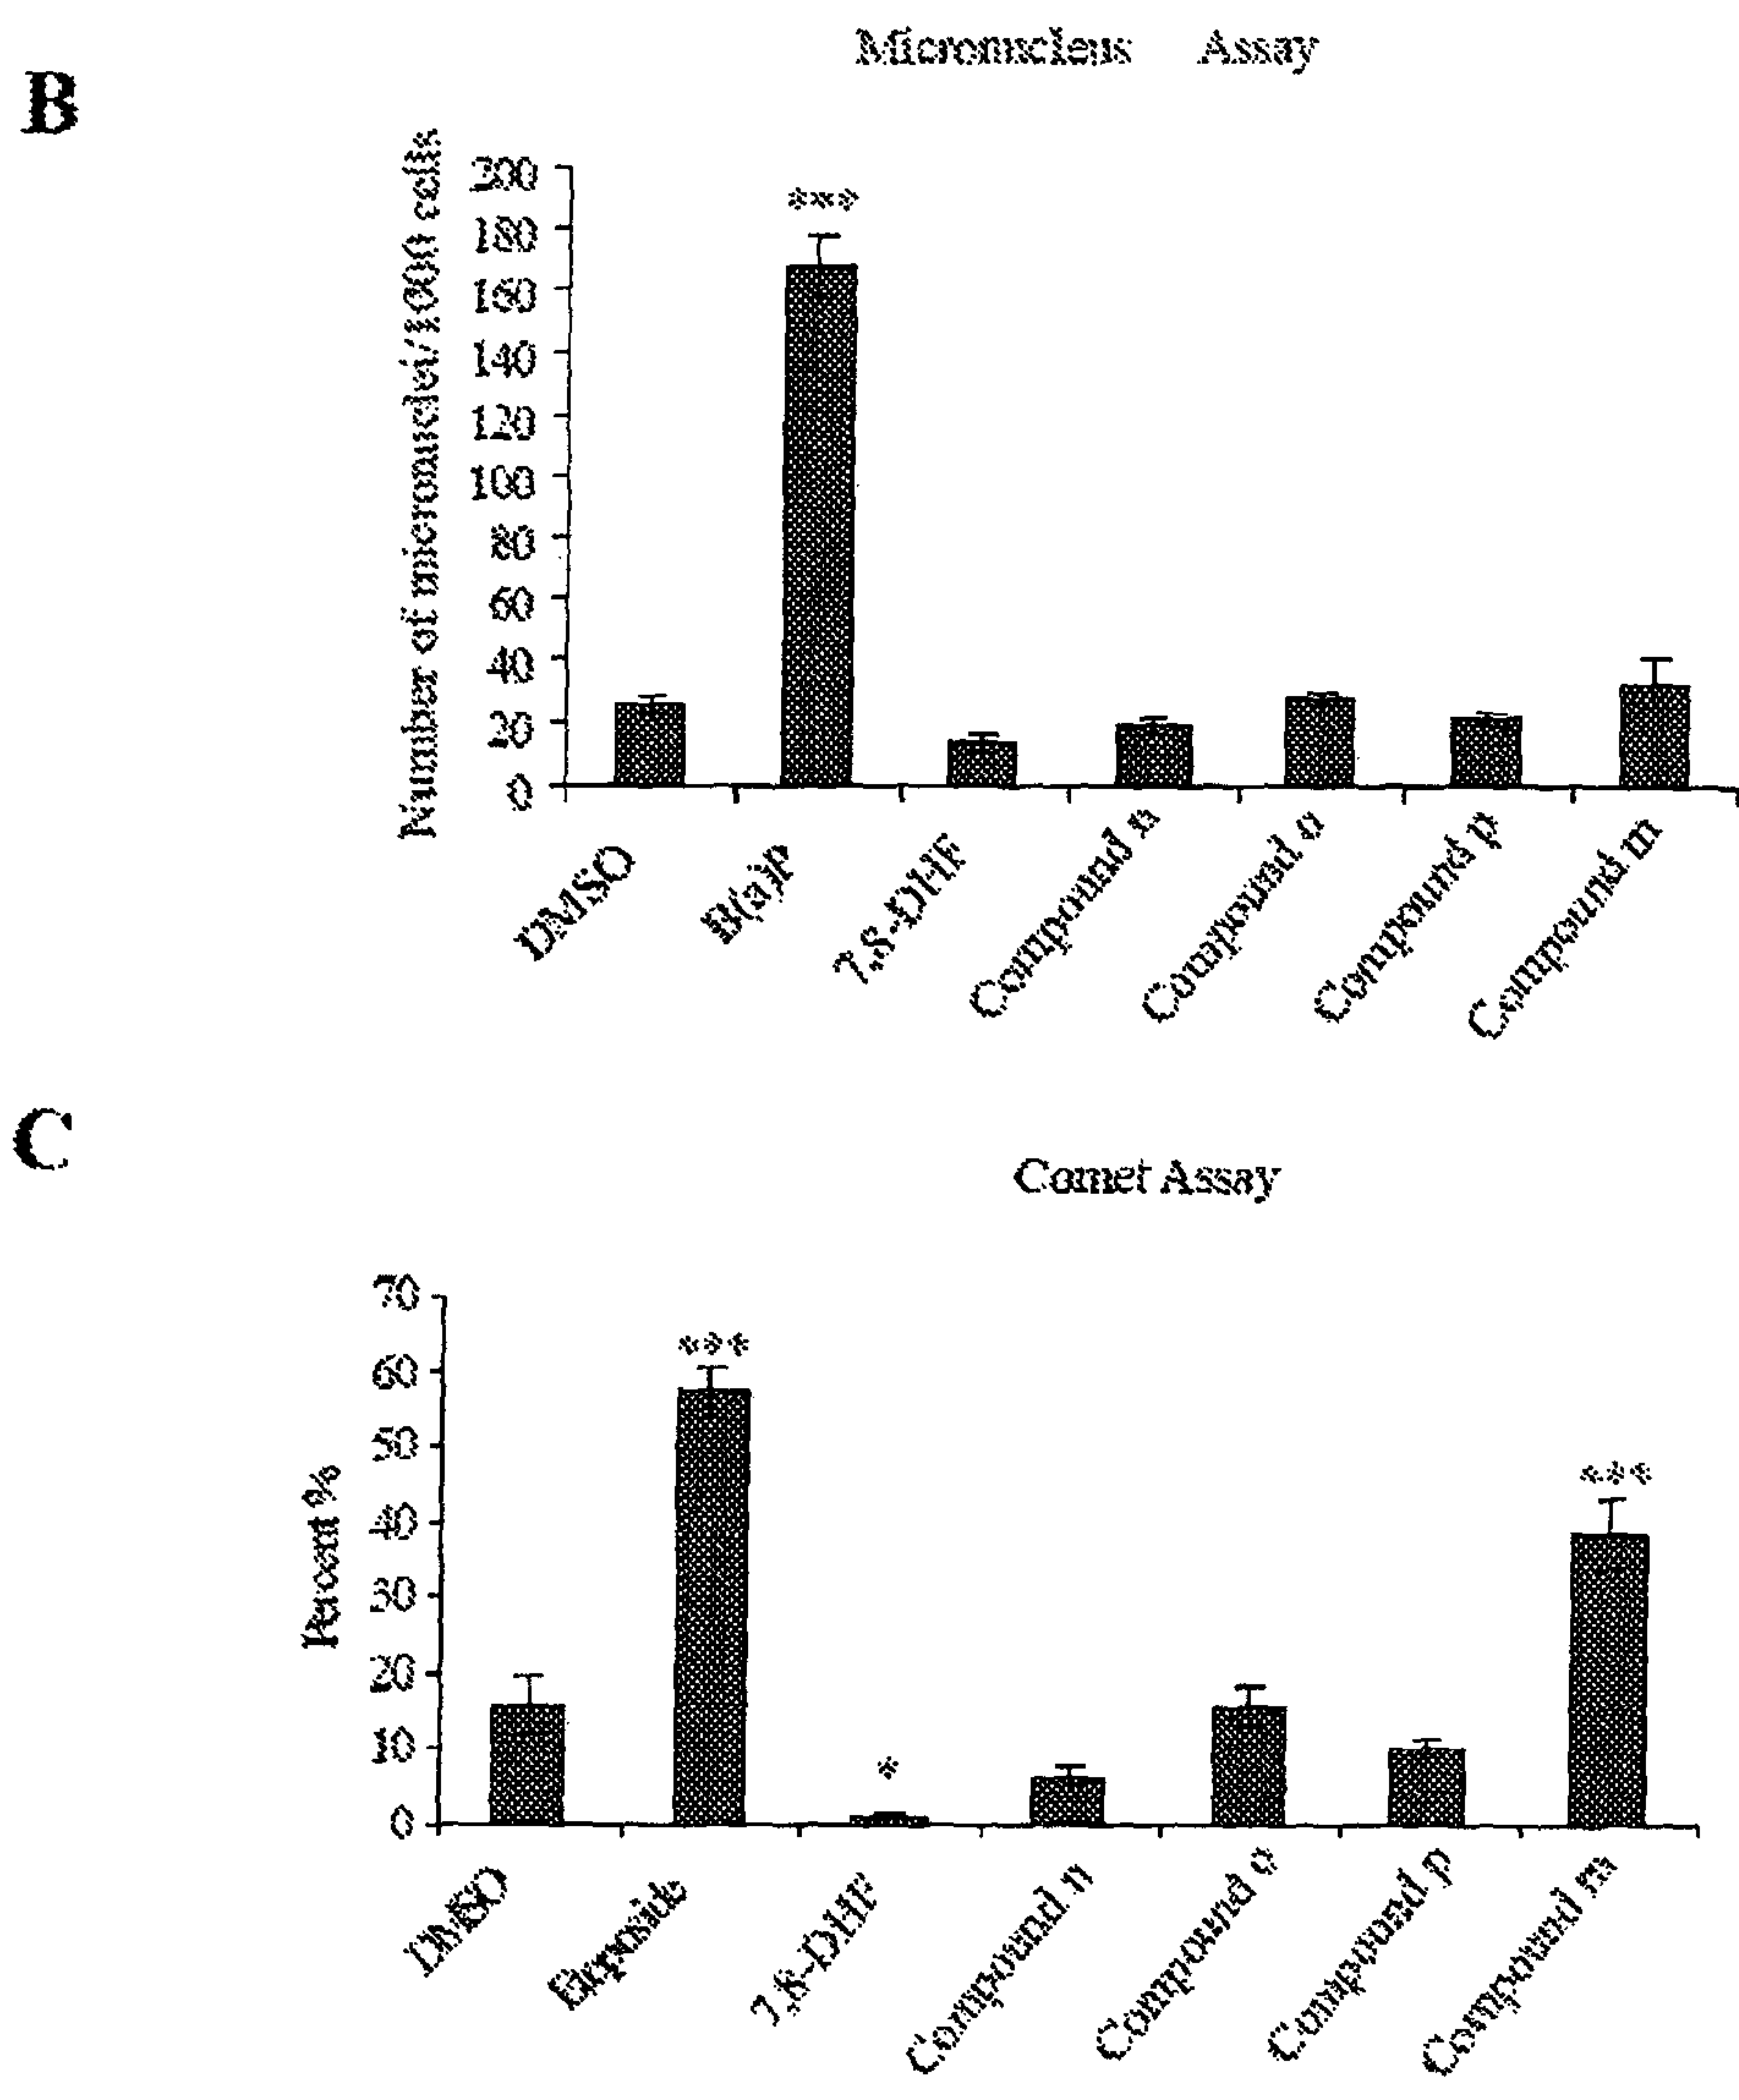 B
Micronucleus Assay
Number of micronuclei/1000 cells
200
180
160
140
120
100
80
60
40
20
0
***
DMSO
B(a)P
7,8-DHF
Compound n
Compound o
Compound p
Compound m
C
Comet Assay
Percent %
70
60
50
40
30
20
10
0
***
*
***
DMSO
Etoposide
7,8-DHF
Compound n
Compound o
Compound p
Compound m